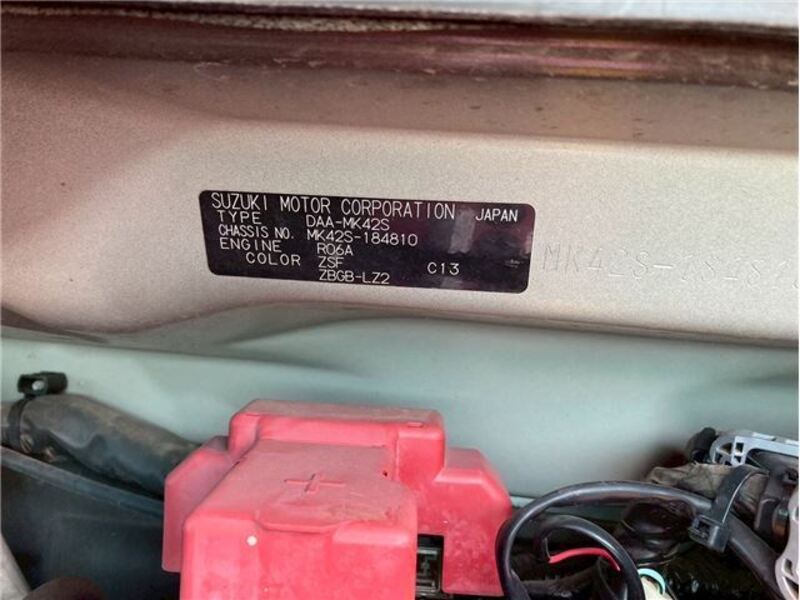 SUZUKI MOTOR CORPORATION JAPAN
TYPE DAA-MK42S
CHASSIS NO. MK42S-184810
ENGINE R06A
COLOR ZSF C13
ZBGB-LZ2
+